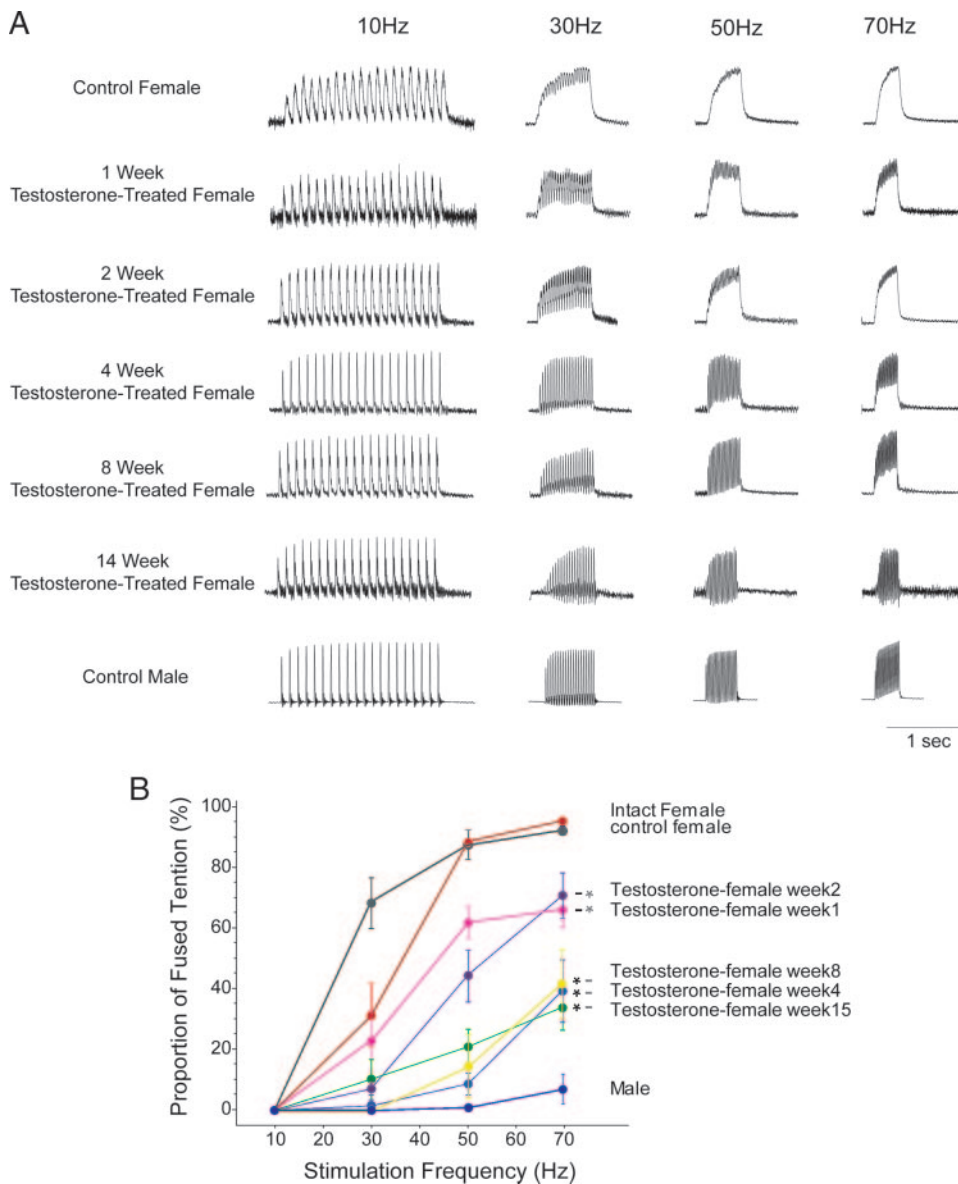 A
10Hz 30Hz 50Hz 70Hz
Control Female
1 Week
Testosterone-Treated Female
2 Week
Testosterone-Treated Female
4 Week
Testosterone-Treated Female
8 Week
Testosterone-Treated Female
14 Week
Testosterone-Treated Female
Control Male
1 sec
B
Proportion of Fused Tention (%)
100
80
60
40
20
0
10 20 30 40 50 60 70
Stimulation Frequency (Hz)
Intact Female
control female
- * Testosterone-female week2
- * Testosterone-female week1
* - Testosterone-female week8
* - Testosterone-female week4
* - Testosterone-female week15
Male